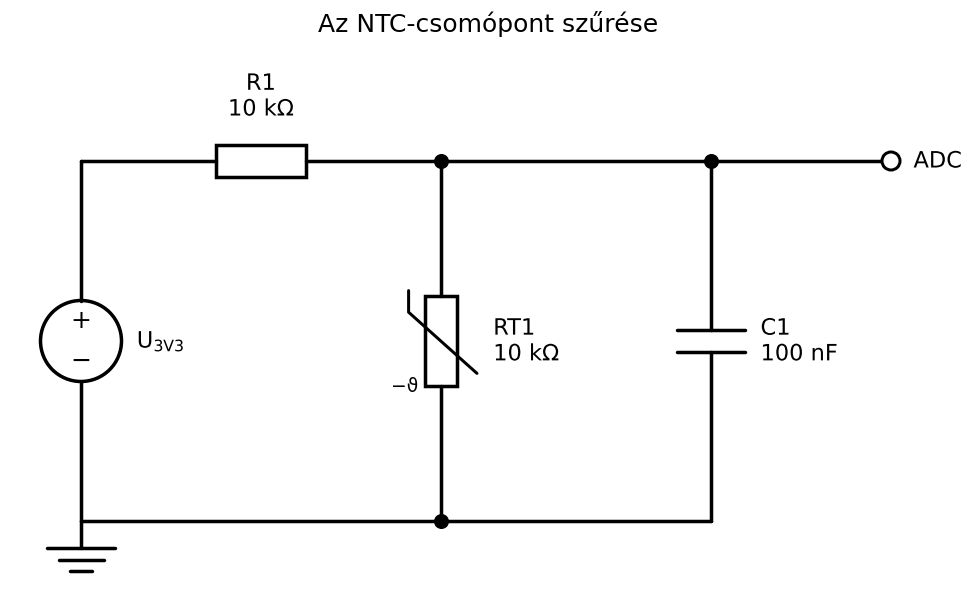 Az NTC-csomópont szűrése
R1
10 kΩ
ADC
+
−
U3V3
RT1
10 kΩ
−ϑ
C1
100 nF